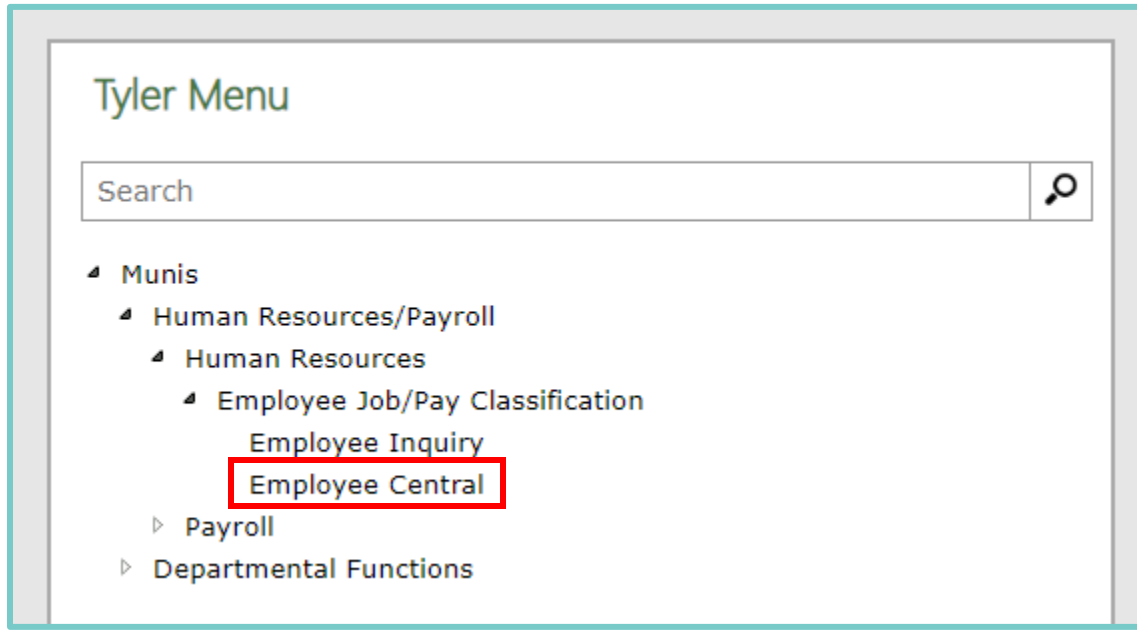 Tyler Menu
Search
Munis
Human Resources/Payroll
Human Resources
Employee Job/Pay Classification
Employee Inquiry
Employee Central
Payroll
Departmental Functions